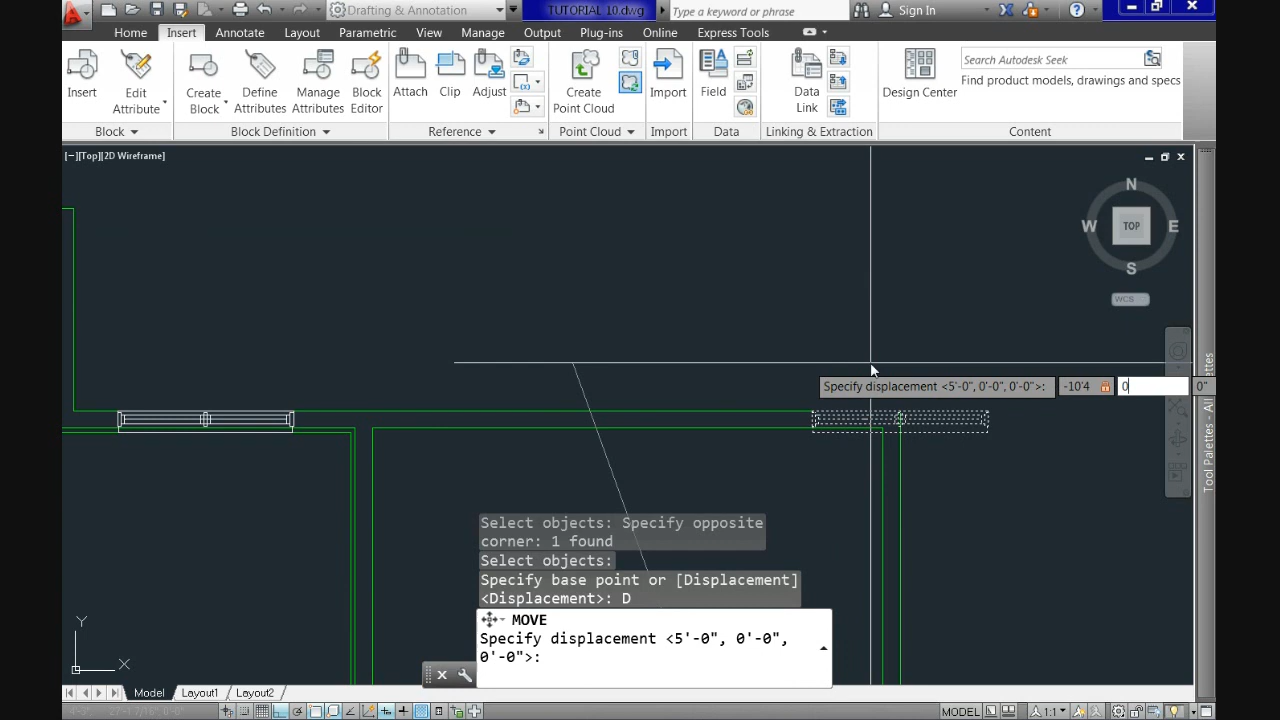 Drafting & Annotation
TUTORIAL 10.dwg
Type a keyword or phrase
Sign In
Home Insert Annotate Layout Parametric View Manage Output Plug-ins Online Express Tools
Insert
Edit Attribute
Create Block
Define Attributes
Manage Attributes
Block Editor
Attach
Clip
Adjust
Create Point Cloud
Import
Field
Data Link
Design Center
Search Autodesk Seek
Find product models, drawings and specs
Block
Block Definition
Reference
Point Cloud
Import
Data
Linking & Extraction
Content
[−][Top][2D Wireframe]
N
W TOP E
S
WCS
Specify displacement <5'-0", 0'-0", 0'-0">: -10'4 0 0"
Tool Palettes - All
Select objects: Specify opposite
corner: 1 found
Select objects:
Specify base point or [Displacement]
<Displacement>: D
MOVE
Specify displacement <5'-0", 0'-0",
0'-0">:
Y
X
Model Layout1 Layout2
MODEL 1:1